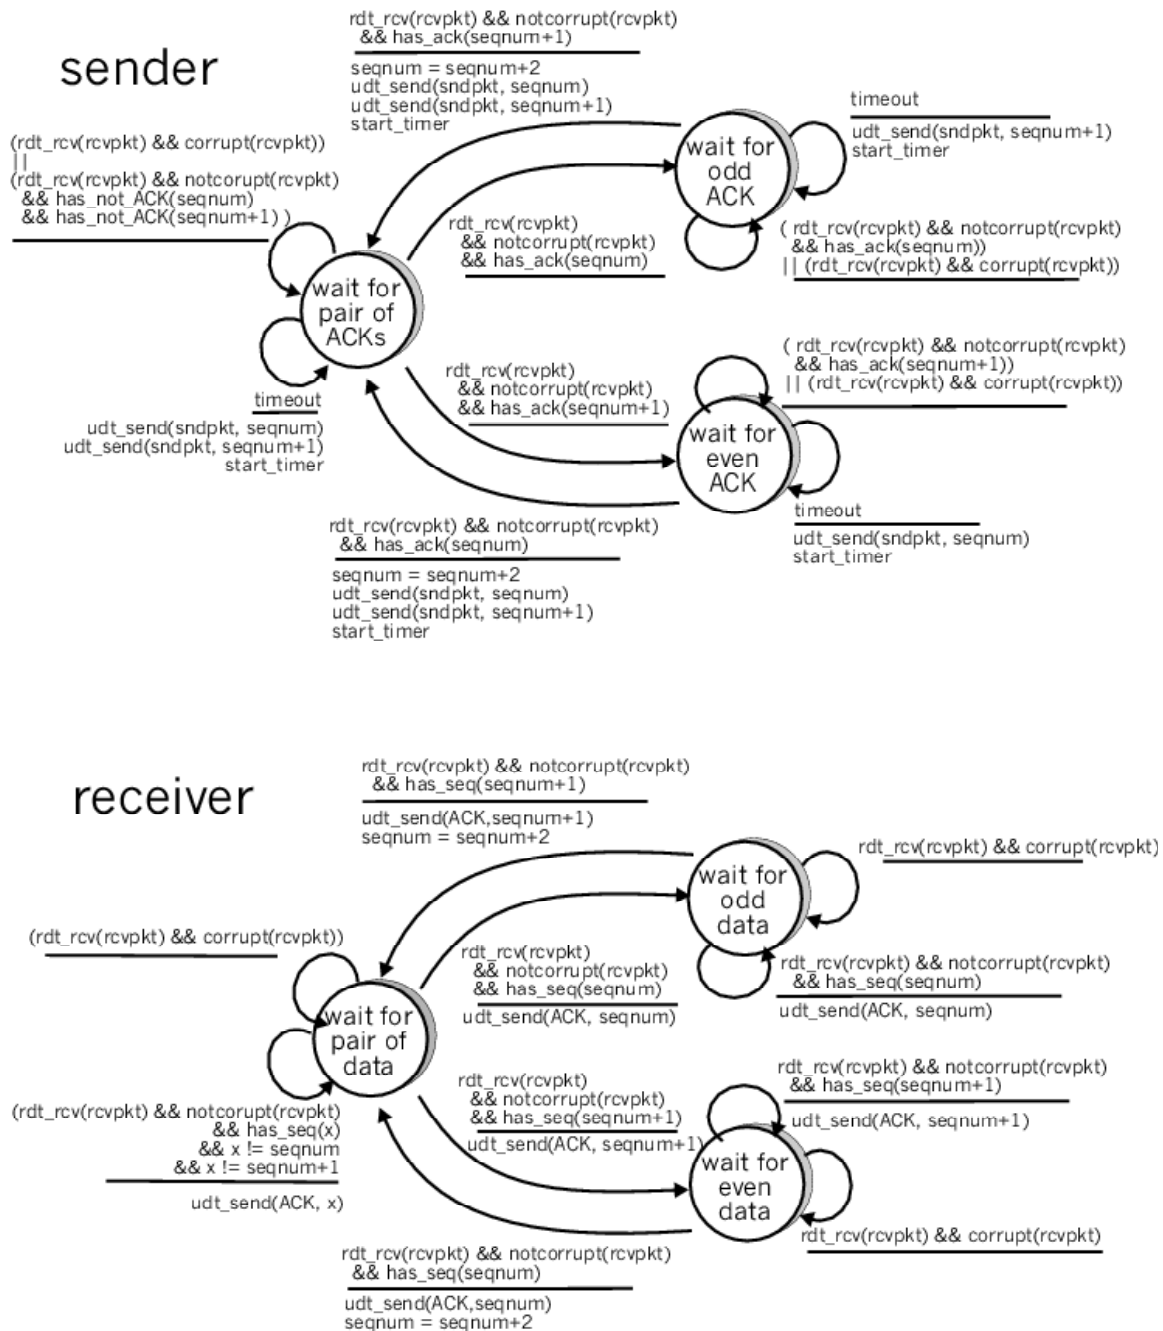 sender
rdt_rcv(rcvpkt) && notcorrupt(rcvpkt)
&& has_ack(seqnum+1)
seqnum = seqnum+2
udt_send(sndpkt, seqnum)
udt_send(sndpkt, seqnum+1)
start_timer
(rdt_rcv(rcvpkt) && corrupt(rcvpkt))
||
(rdt_rcv(rcvpkt) && notcorupt(rcvpkt)
&& has_not_ACK(seqnum)
&& has_not_ACK(seqnum+1) )
wait for
odd
ACK
timeout
udt_send(sndpkt, seqnum+1)
start_timer
rdt_rcv(rcvpkt)
&& notcorrupt(rcvpkt)
&& has_ack(seqnum)
( rdt_rcv(rcvpkt) && notcorrupt(rcvpkt)
&& has_ack(seqnum))
|| (rdt_rcv(rcvpkt) && corrupt(rcvpkt))
wait for
pair of
ACKs
timeout
udt_send(sndpkt, seqnum)
udt_send(sndpkt, seqnum+1)
start_timer
rdt_rcv(rcvpkt)
&& notcorrupt(rcvpkt)
&& has_ack(seqnum+1)
( rdt_rcv(rcvpkt) && notcorrupt(rcvpkt)
&& has_ack(seqnum+1))
|| (rdt_rcv(rcvpkt) && corrupt(rcvpkt))
wait for
even
ACK
timeout
udt_send(sndpkt, seqnum)
start_timer
rdt_rcv(rcvpkt) && notcorrupt(rcvpkt)
&& has_ack(seqnum)
seqnum = seqnum+2
udt_send(sndpkt, seqnum)
udt_send(sndpkt, seqnum+1)
start_timer
receiver
rdt_rcv(rcvpkt) && notcorrupt(rcvpkt)
&& has_seq(seqnum+1)
udt_send(ACK,seqnum+1)
seqnum = seqnum+2
wait for
odd
data
rdt_rcv(rcvpkt) && corrupt(rcvpkt)
(rdt_rcv(rcvpkt) && corrupt(rcvpkt))
rdt_rcv(rcvpkt)
&& notcorrupt(rcvpkt)
&& has_seq(seqnum)
udt_send(ACK, seqnum)
rdt_rcv(rcvpkt) && notcorrupt(rcvpkt)
&& has_seq(seqnum)
udt_send(ACK, seqnum)
wait for
pair of
data
(rdt_rcv(rcvpkt) && notcorupt(rcvpkt)
&& has_seq(x)
&& x != seqnum
&& x != seqnum+1
udt_send(ACK, x)
rdt_rcv(rcvpkt)
&& notcorrupt(rcvpkt)
&& has_seq(seqnum+1)
udt_send(ACK, seqnum+1)
rdt_rcv(rcvpkt) && notcorrupt(rcvpkt)
&& has_seq(seqnum+1)
udt_send(ACK, seqnum+1)
wait for
even
data
rdt_rcv(rcvpkt) && corrupt(rcvpkt)
rdt_rcv(rcvpkt) && notcorrupt(rcvpkt)
&& has_seq(seqnum)
udt_send(ACK,seqnum)
seqnum = seqnum+2